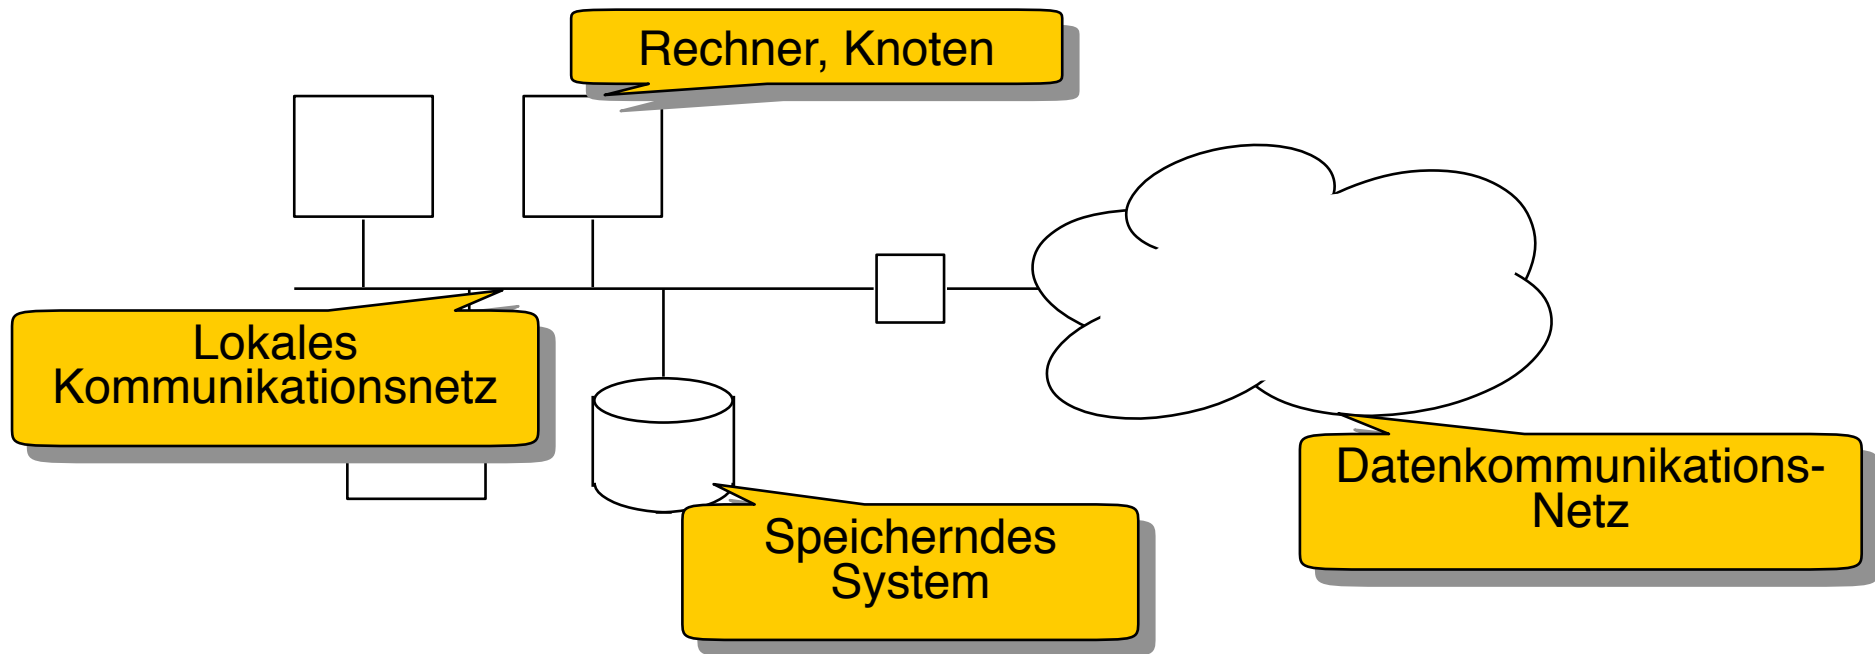 Rechner, Knoten
Lokales
Kommunikationsnetz
Speicherndes
System
Datenkommunikations-
Netz